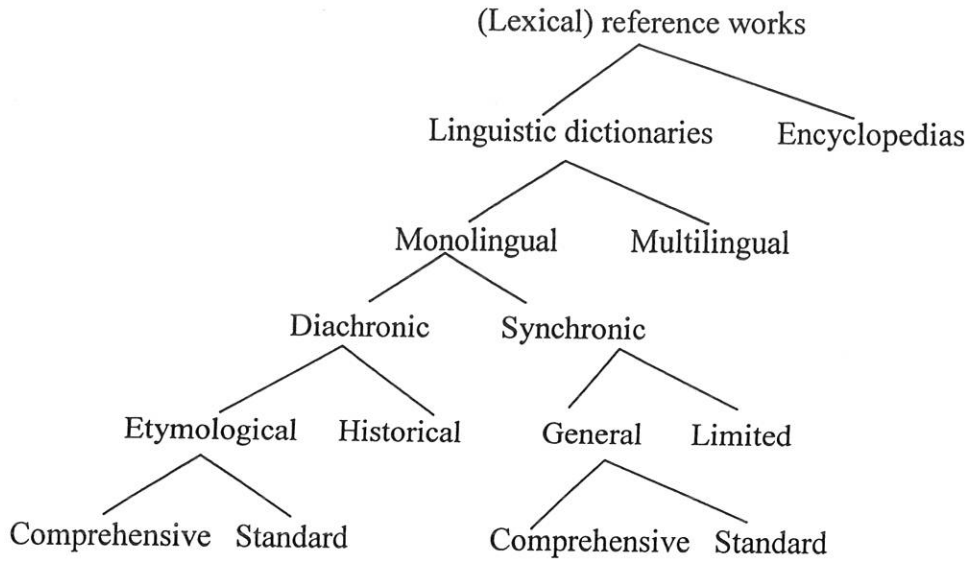 (Lexical) reference works
Linguistic dictionaries Encyclopedias
Monolingual Multilingual
Diachronic Synchronic
Etymological Historical General Limited
Comprehensive Standard Comprehensive Standard